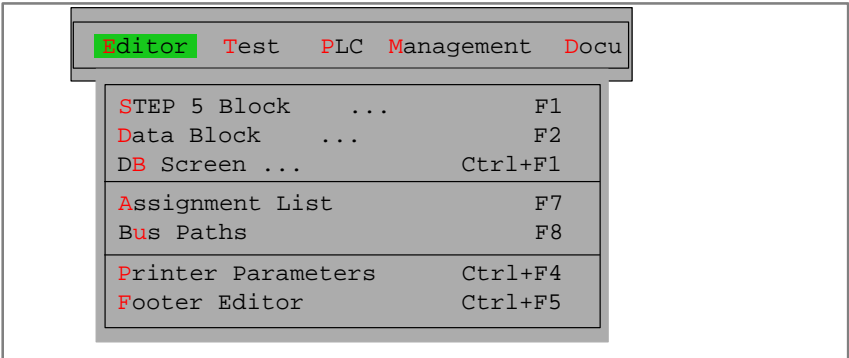 Editor Test PLC Management Docu
STEP 5 Block ... F1
Data Block ... F2
DB Screen ... Ctrl+F1
Assignment List F7
Bus Paths F8
Printer Parameters Ctrl+F4
Footer Editor Ctrl+F5